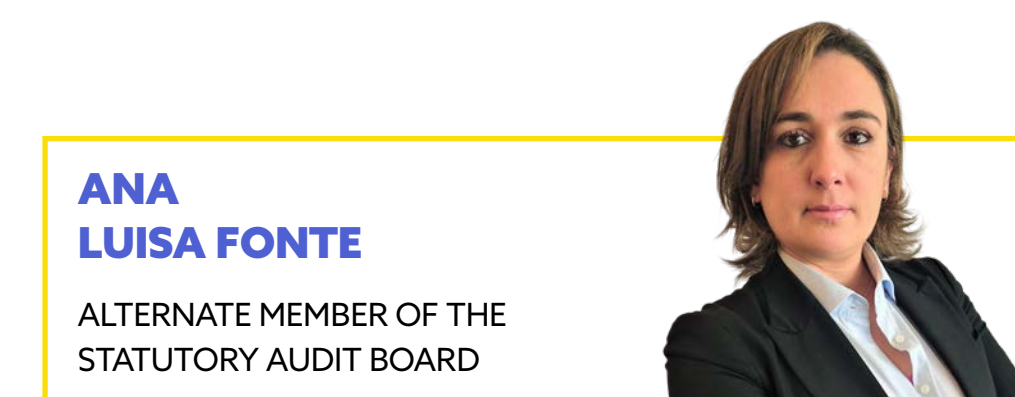 ANA
LUISA FONTE
ALTERNATE MEMBER OF THE
STATUTORY AUDIT BOARD